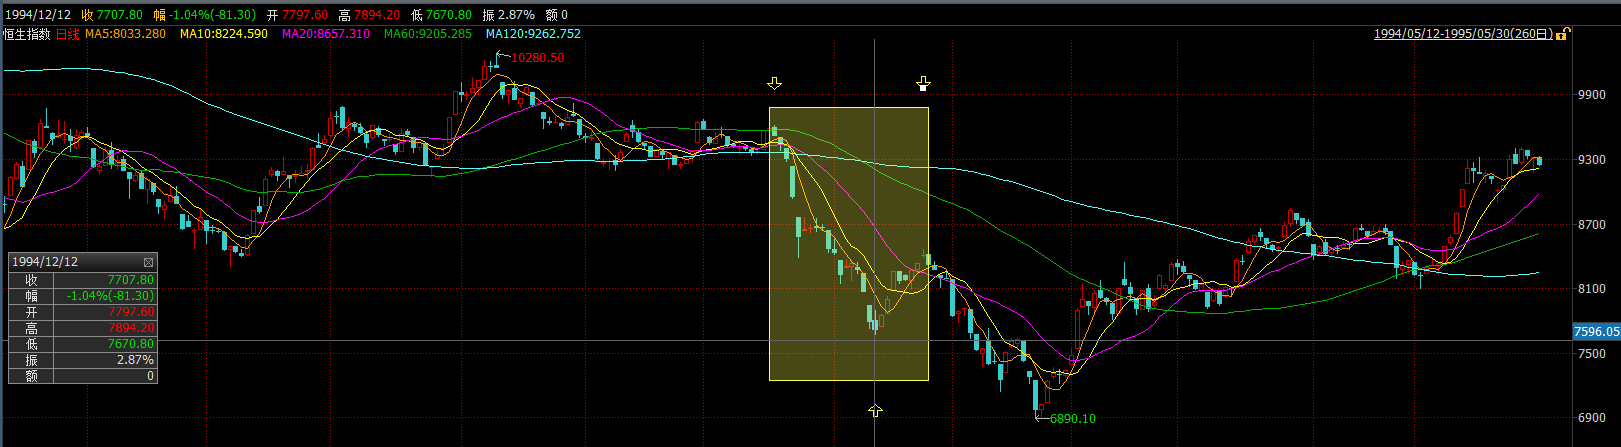 1994/12/12 收 7707.80 幅 -1.04%(-81.30) 开 7797.60 高 7894.20 低 7670.80 振 2.87% 额 0
恒生指数 日线 MA5:8033.280 MA10:8224.590 MA20:8657.310 MA60:9205.285 MA120:9262.752 1994/05/12-1995/05/30(260日)
10280.50
9900
9300
8700
1994/12/12
收 7707.80
幅 -1.04%(-81.30)
开 7797.60
高 7894.20
低 7670.80
振 2.87%
额 0
8100
7596.05
7500
6890.10
6900